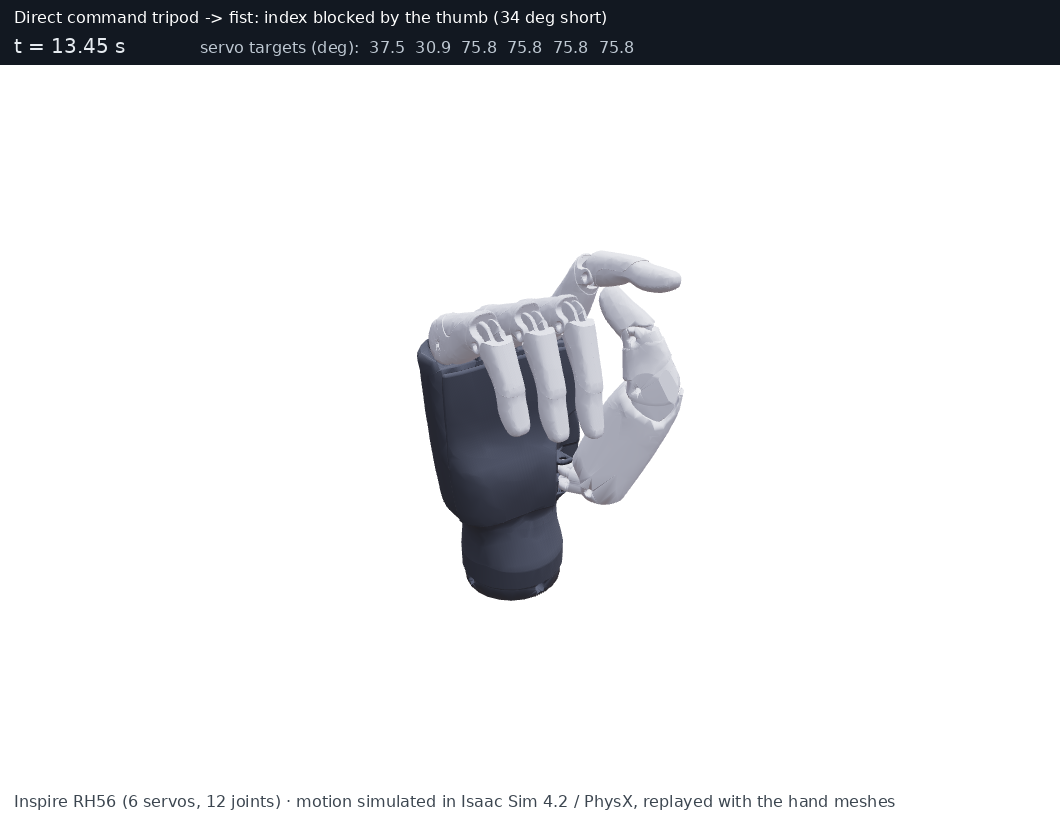 Direct command tripod -> fist: index blocked by the thumb (34 deg short)
t = 13.45 s servo targets (deg): 37.5 30.9 75.8 75.8 75.8 75.8
Inspire RH56 (6 servos, 12 joints) · motion simulated in Isaac Sim 4.2 / PhysX, replayed with the hand meshes